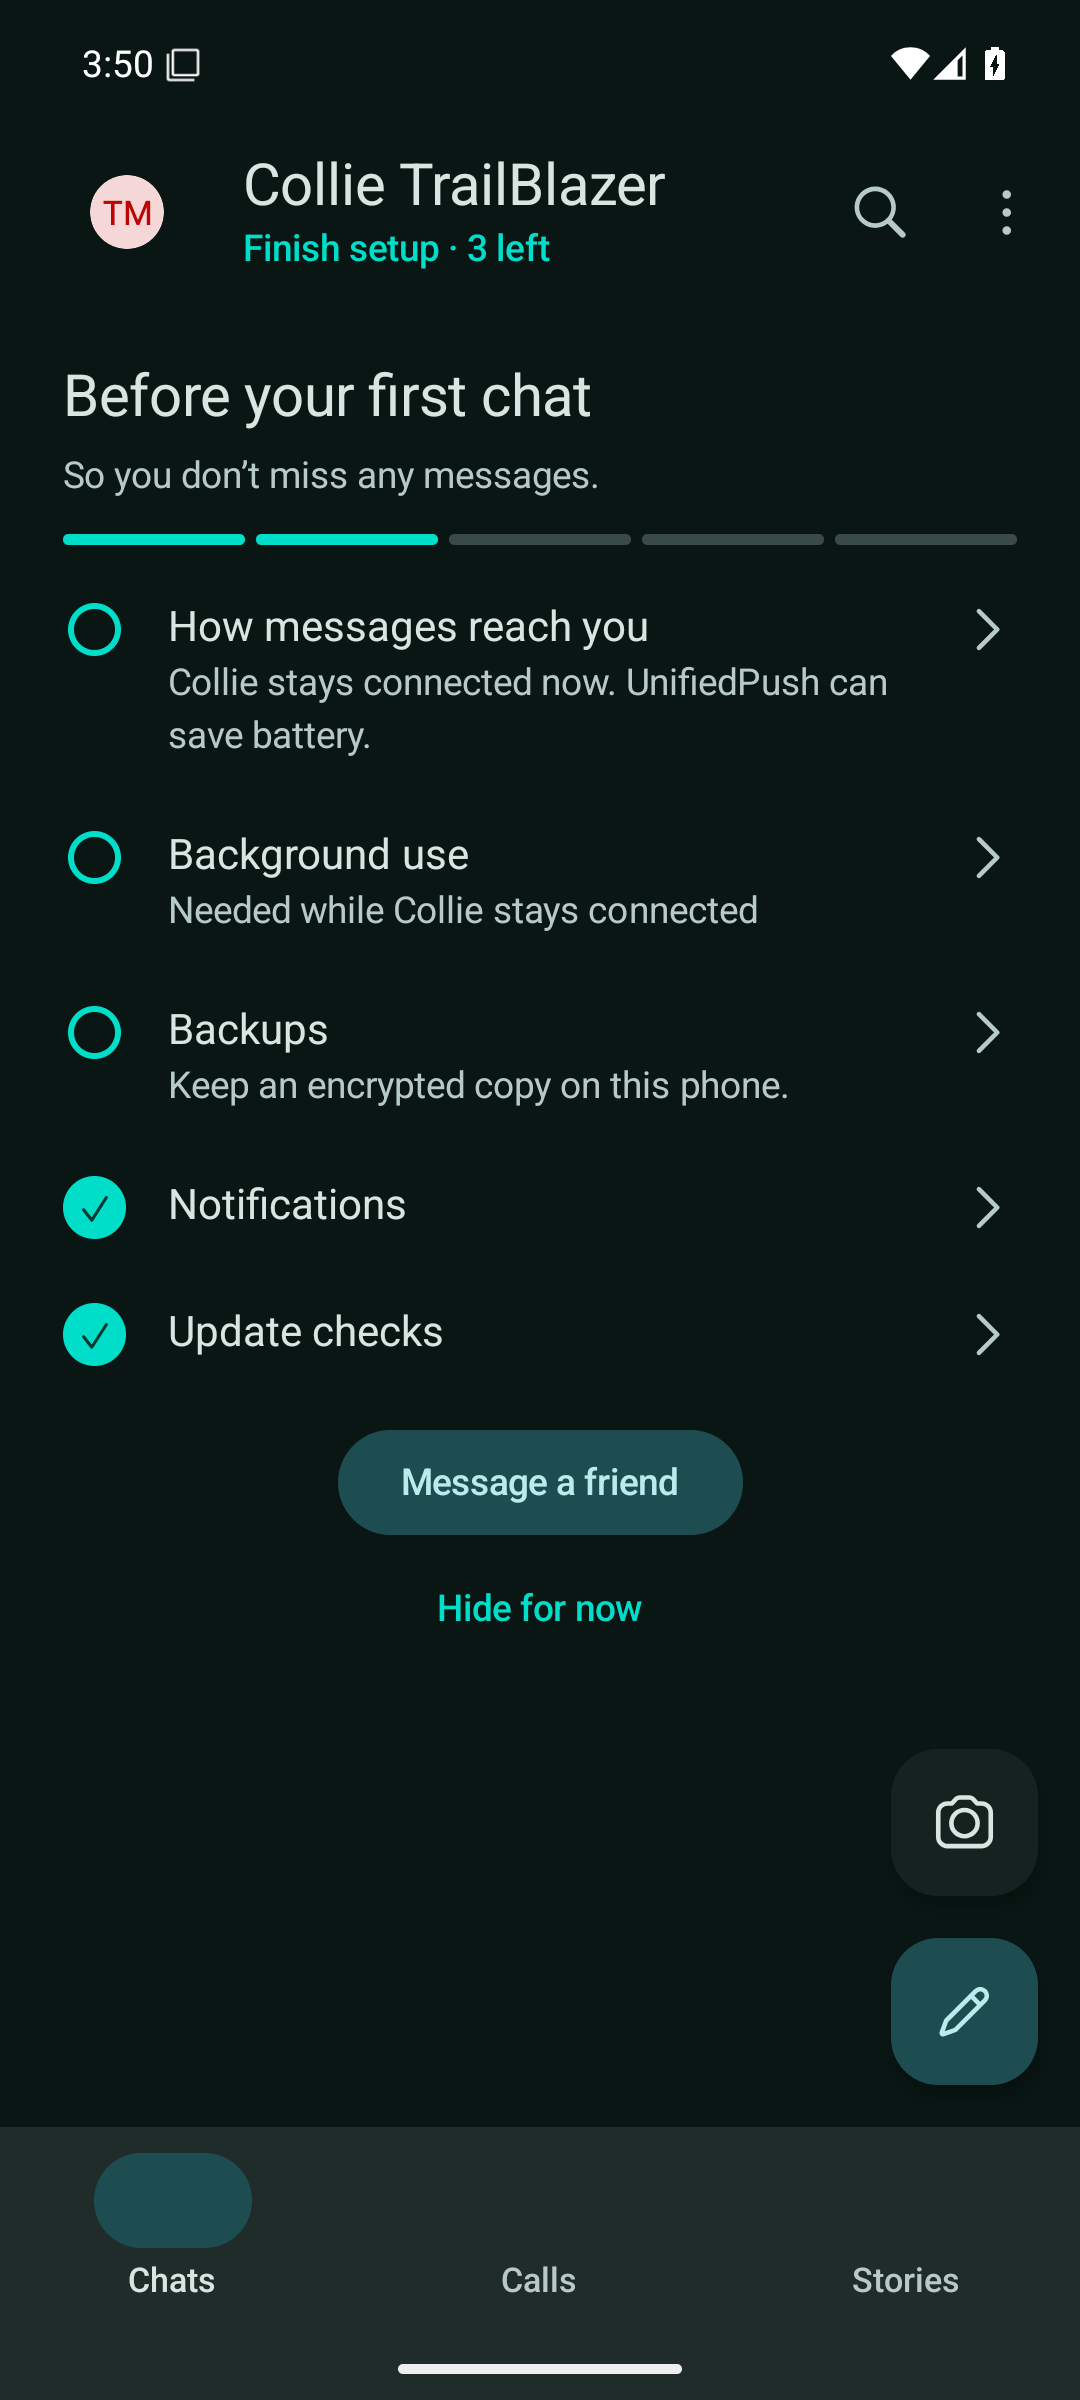 3:50
TM
Collie TrailBlazer
Finish setup · 3 left
Before your first chat
So you don’t miss any messages.
How messages reach you
Collie stays connected now. UnifiedPush can
save battery.
Background use
Needed while Collie stays connected
Backups
Keep an encrypted copy on this phone.
Notifications
Update checks
Message a friend
Hide for now
Chats
Calls
Stories